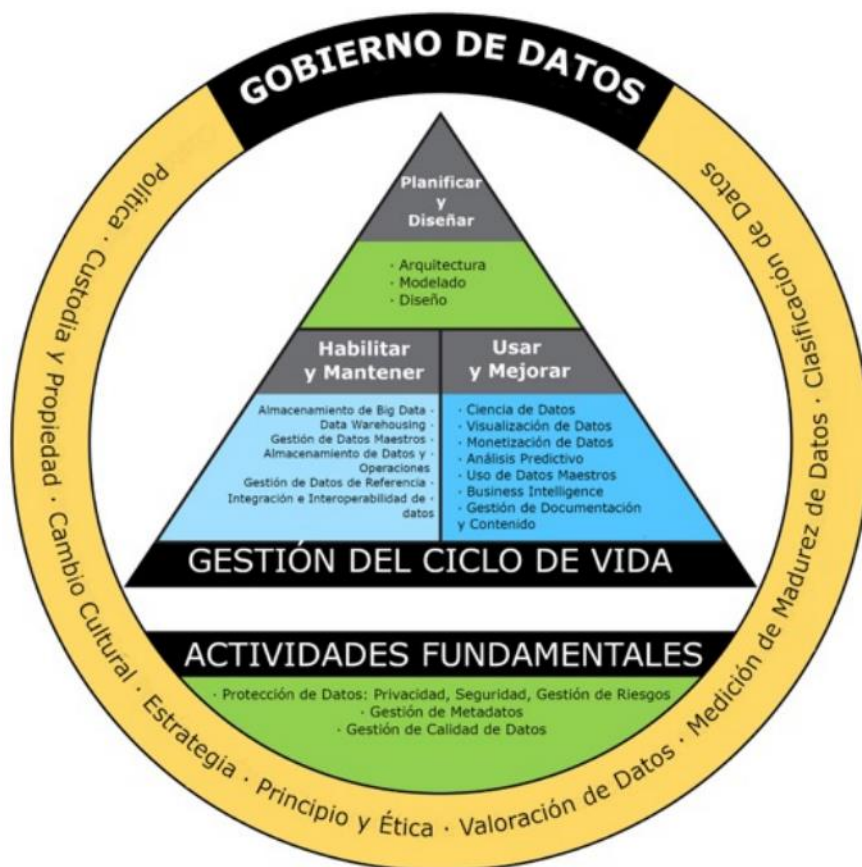 GOBIERNO DE DATOS
Política · Custodia y Propiedad · Cambio Cultural · Estrategia · Principio y Ética · Valoración de Datos · Medición de Madurez de Datos · Clasificación de Datos
Planificar
y
Diseñar
· Arquitectura
· Modelado
· Diseño
Habilitar
y Mantener
Almacenamiento de Big Data ·
Data Warehousing ·
Gestión de Datos Maestros ·
Almacenamiento de Datos y ·
Operaciones
Gestión de Datos de Referencia ·
Integración e Interoperabilidad de ·
datos
Usar
y Mejorar
· Ciencia de Datos
· Visualización de Datos
· Monetización de Datos
· Análisis Predictivo
· Uso de Datos Maestros
· Business Intelligence
· Gestión de Documentación
y Contenido
GESTIÓN DEL CICLO DE VIDA
ACTIVIDADES FUNDAMENTALES
· Protección de Datos: Privacidad, Seguridad, Gestión de Riesgos
· Gestión de Metadatos
· Gestión de Calidad de Datos